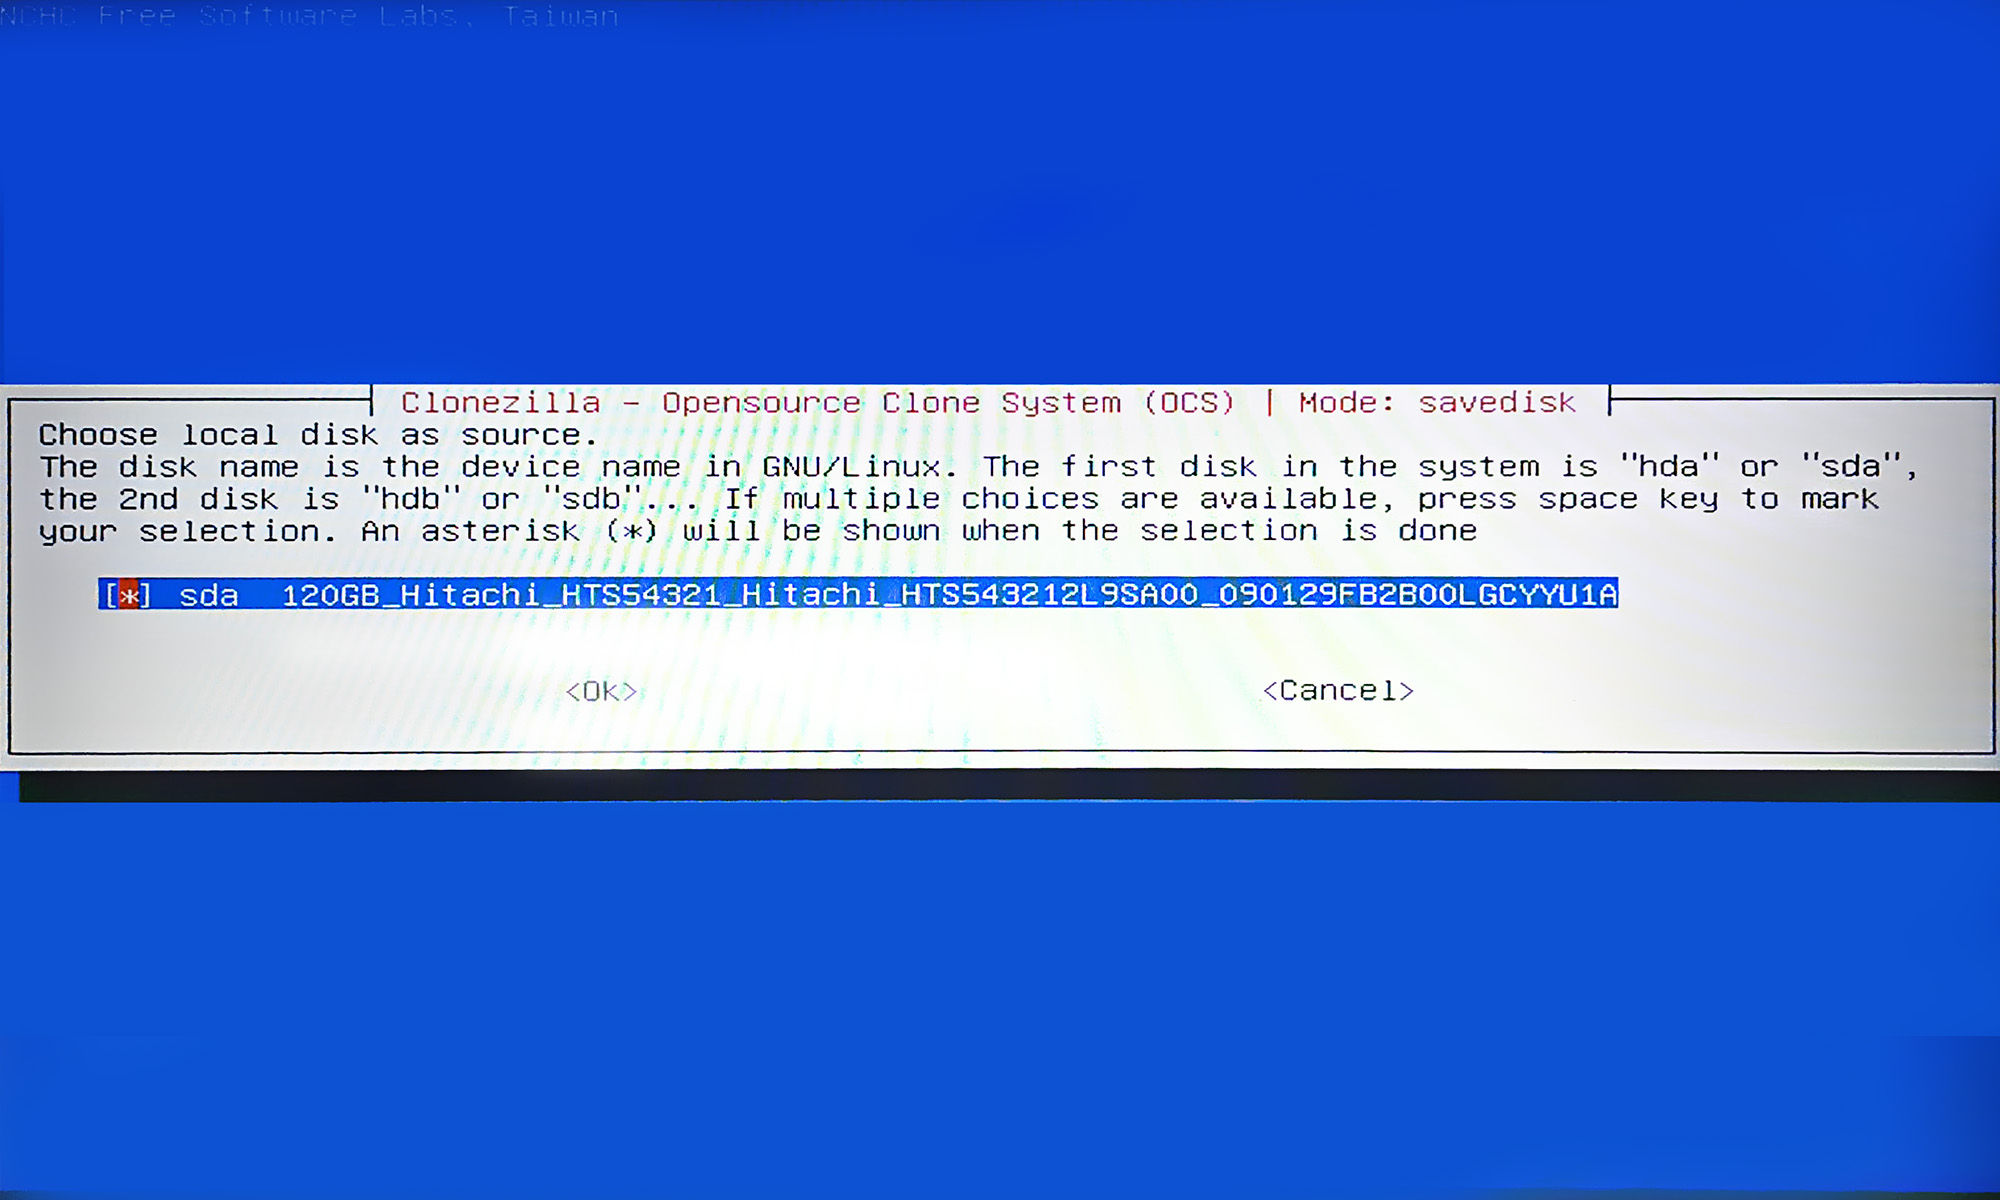 NCHC Free Software Labs, Taiwan
Clonezilla - Opensource Clone System (OCS) | Mode: savedisk
Choose local disk as source.
The disk name is the device name in GNU/Linux. The first disk in the system is "hda" or "sda",
the 2nd disk is "hdb" or "sdb"... If multiple choices are available, press space key to mark
your selection. An asterisk (*) will be shown when the selection is done
[*] sda 120GB_Hitachi_HTS54321_Hitachi_HTS543212L9SA00_090129FB2B00LGCYYU1A
<Ok> <Cancel>